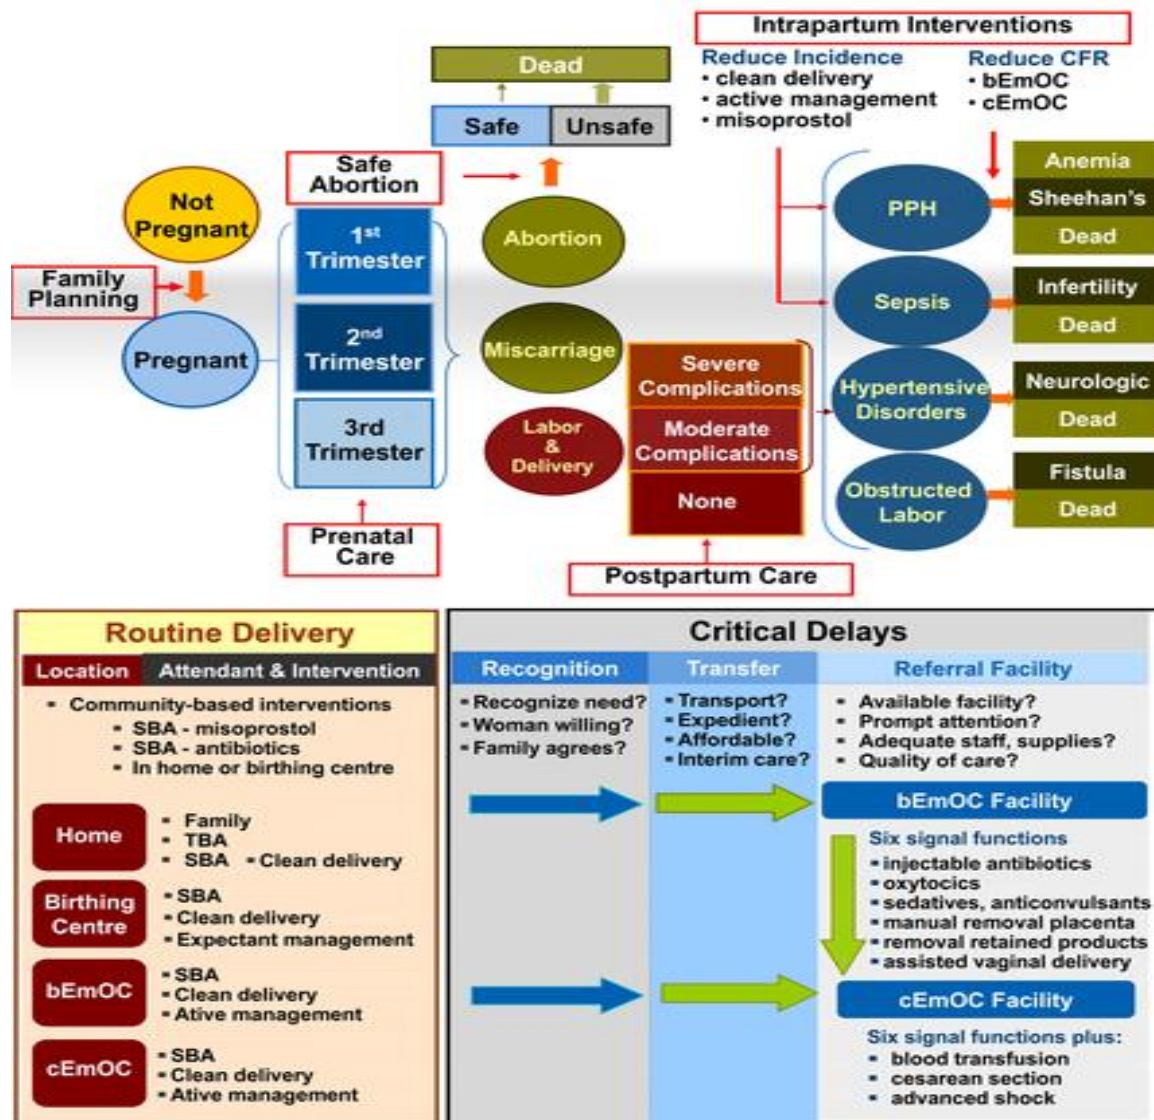 Intrapartum Interventions
Reduce Incidence
• clean delivery
• active management
• misoprostol
Reduce CFR
• bEmOC
• cEmOC
Dead
Safe
Unsafe
Safe
Abortion
Not
Pregnant
Family
Planning
Pregnant
1st
Trimester
2nd
Trimester
3rd
Trimester
Prenatal
Care
Abortion
Miscarriage
Labor
&
Delivery
Severe
Complications
Moderate
Complications
None
Postpartum Care
PPH
Sepsis
Hypertensive
Disorders
Obstructed
Labor
Anemia
Sheehan's
Dead
Infertility
Dead
Neurologic
Dead
Fistula
Dead
Routine Delivery
Location
Attendant & Intervention
▪ Community-based interventions
▪ SBA - misoprostol
▪ SBA - antibiotics
▪ In home or birthing centre
Home
▪ Family
▪ TBA
▪ SBA ▪ Clean delivery
Birthing
Centre
▪ SBA
▪ Clean delivery
▪ Expectant management
bEmOC
▪ SBA
▪ Clean delivery
▪ Ative management
cEmOC
▪ SBA
▪ Clean delivery
▪ Ative management
Critical Delays
Recognition
▪ Recognize need?
▪ Woman willing?
▪ Family agrees?
Transfer
▪ Transport?
▪ Expedient?
▪ Affordable?
▪ Interim care?
Referral Facility
▪ Available facility?
▪ Prompt attention?
▪ Adequate staff, supplies?
▪ Quality of care?
bEmOC Facility
Six signal functions
▪ injectable antibiotics
▪ oxytocics
▪ sedatives, anticonvulsants
▪ manual removal placenta
▪ removal retained products
▪ assisted vaginal delivery
cEmOC Facility
Six signal functions plus:
▪ blood transfusion
▪ cesarean section
▪ advanced shock